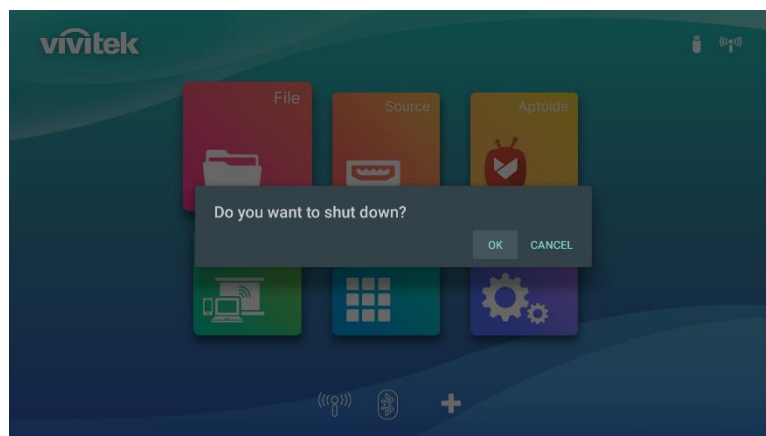 vivitek
File
Source
Aptoide
Do you want to shut down?
OK
CANCEL